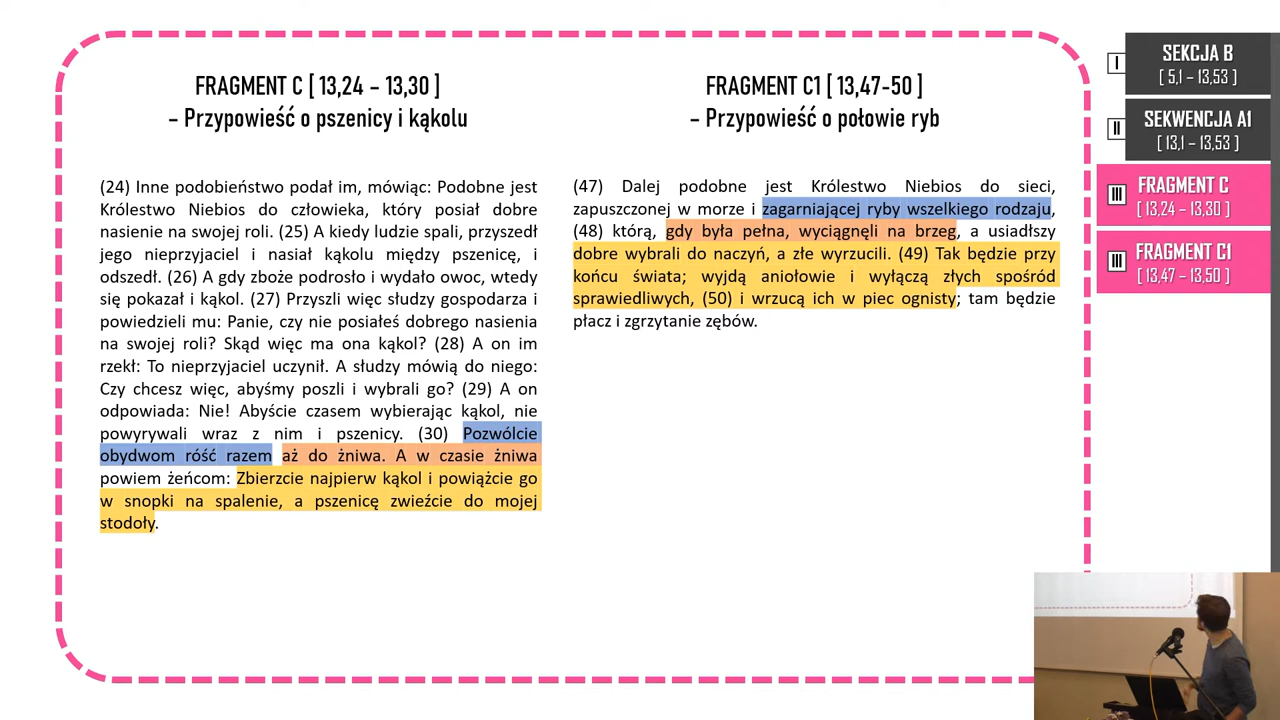 FRAGMENT C [ 13,24 – 13,30 ]
– Przypowieść o pszenicy i kąkolu
(24) Inne podobieństwo podał im, mówiąc: Podobne jest
Królestwo Niebios do człowieka, który posiał dobre
nasienie na swojej roli. (25) A kiedy ludzie spali, przyszedł
jego nieprzyjaciel i nasiał kąkolu między pszenicę, i
odszedł. (26) A gdy zboże podrosło i wydało owoc, wtedy
się pokazał i kąkol. (27) Przyszli więc słudzy gospodarza i
powiedzieli mu: Panie, czy nie posiałeś dobrego nasienia
na swojej roli? Skąd więc ma ona kąkol? (28) A on im
rzekł: To nieprzyjaciel uczynił. A słudzy mówią do niego:
Czy chcesz więc, abyśmy poszli i wybrali go? (29) A on
odpowiada: Nie! Abyście czasem wybierając kąkol, nie
powyrywali wraz z nim i pszenicy. (30) Pozwólcie
obydwom róść razem aż do żniwa. A w czasie żniwa
powiem żeńcom: Zbierzcie najpierw kąkol i powiążcie go
w snopki na spalenie, a pszenicę zwieźcie do mojej
stodoły.
FRAGMENT C1 [ 13,47-50 ]
– Przypowieść o połowie ryb
(47) Dalej podobne jest Królestwo Niebios do sieci,
zapuszczonej w morze i zagarniającej ryby wszelkiego rodzaju,
(48) którą, gdy była pełna, wyciągnęli na brzeg, a usiadłszy
dobre wybrali do naczyń, a złe wyrzucili. (49) Tak będzie przy
końcu świata; wyjdą aniołowie i wyłączą złych spośród
sprawiedliwych, (50) i wrzucą ich w piec ognisty; tam będzie
płacz i zgrzytanie zębów.
I
SEKCJA B
[ 5,1 – 13,53 ]
II
SEKWENCJA A1
[ 13,1 – 13,53 ]
III
FRAGMENT C
[ 13,24 – 13,30 ]
III
FRAGMENT C1
[ 13,47 – 13,50 ]